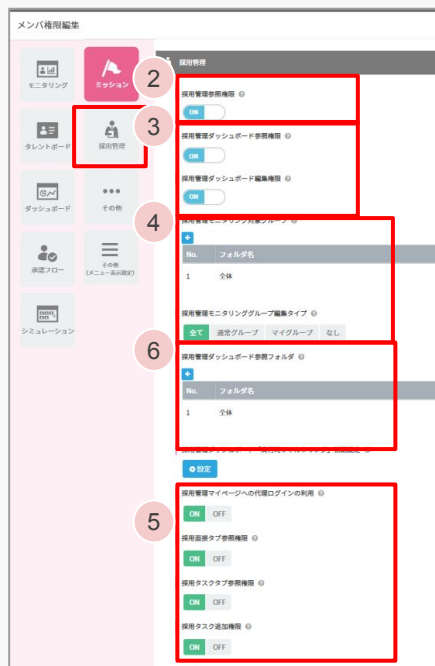 メンバ権限編集
モニタリング
ミッション
タレントボード
採用管理
ダッシュボード
その他
承認フロー
その他
(メニュー表示設定)
シミュレーション
採用管理
2
採用管理参照権限
ON
3
採用管理ダッシュボード参照権限
ON
採用管理ダッシュボード編集権限
ON
4
採用管理モニタリング対象グループ
No. フォルダ名
1 全体
採用管理モニタリンググループ編集タイプ
全て 通常グループ マイグループ なし
6
採用管理ダッシュボード参照フォルダ
No. フォルダ名
1 全体
設定
5
採用管理マイページへの代理ログインの利用
ON OFF
採用面接タブ参照権限
ON OFF
採用タスクタブ参照権限
ON OFF
採用タスク追加権限
ON OFF